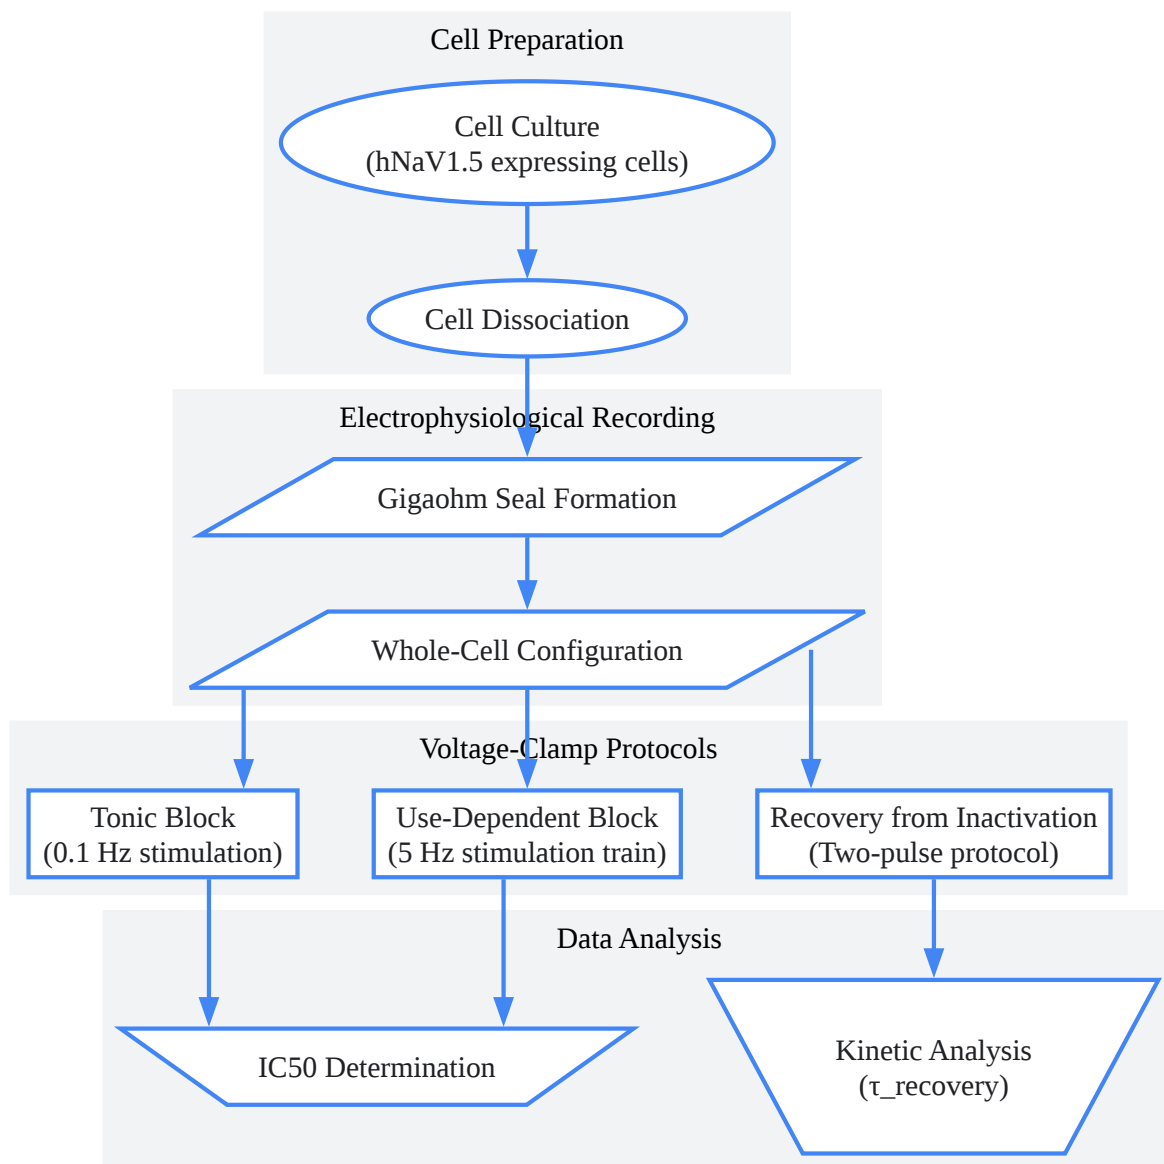 Cell Preparation
Cell Culture
(hNaV1.5 expressing cells)
Cell Dissociation
Electrophysiological Recording
Gigaohm Seal Formation
Whole-Cell Configuration
Voltage-Clamp Protocols
Tonic Block
(0.1 Hz stimulation)
Use-Dependent Block
(5 Hz stimulation train)
Recovery from Inactivation
(Two-pulse protocol)
Data Analysis
IC50 Determination
Kinetic Analysis
(τ_recovery)